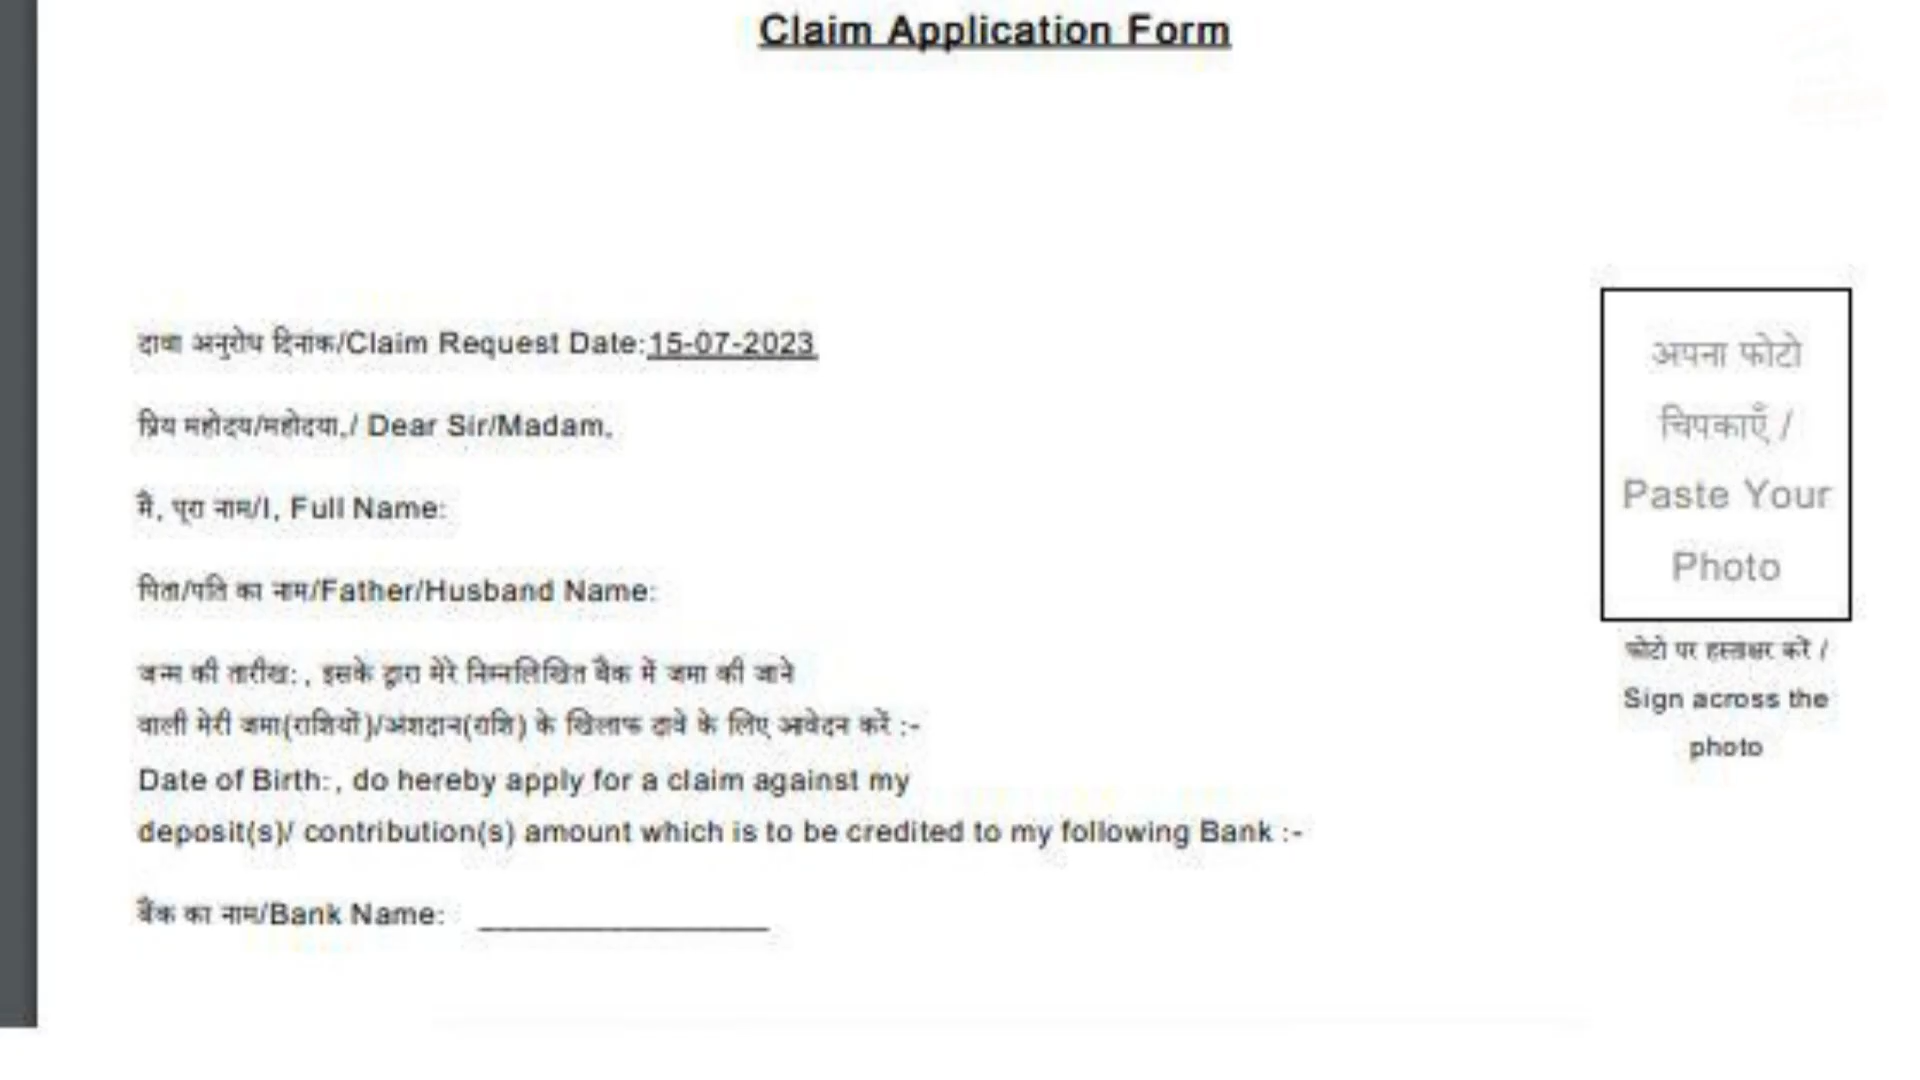 Claim Application Form
दावा अनुरोध दिनांक/Claim Request Date:15-07-2023
प्रिय महोदय/महोदया,/ Dear Sir/Madam,
मैं, पूरा नाम/I, Full Name:
पिता/पति का नाम/Father/Husband Name:
जन्म की तारीख: , इसके द्वारा मेरे निम्नलिखित बैंक में जमा की जाने
वाली मेरी जमा(राशियों)/अंशदान(राशि) के खिलाफ दावे के लिए आवेदन करें :-
Date of Birth: , do hereby apply for a claim against my
deposit(s)/ contribution(s) amount which is to be credited to my following Bank :-
बैंक का नाम/Bank Name:
अपना फोटो
चिपकाएँ /
Paste Your
Photo
फोटो पर हस्ताक्षर करें /
Sign across the
photo